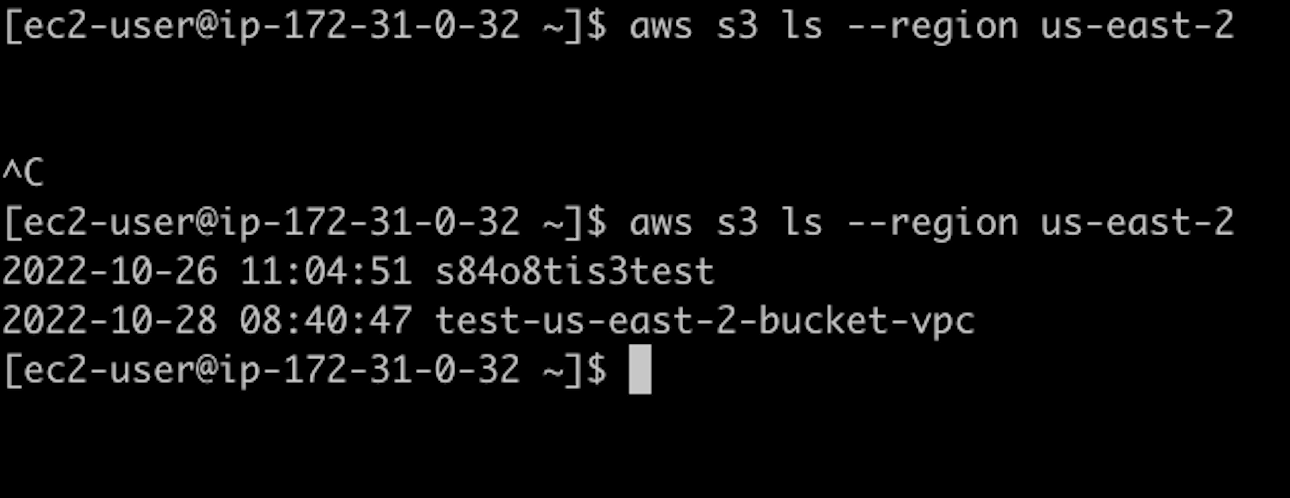 [ec2-user@ip-172-31-0-32 ~]$ aws s3 ls --region us-east-2
^C
[ec2-user@ip-172-31-0-32 ~]$ aws s3 ls --region us-east-2
2022-10-26 11:04:51 s84o8tis3test
2022-10-28 08:40:47 test-us-east-2-bucket-vpc
[ec2-user@ip-172-31-0-32 ~]$